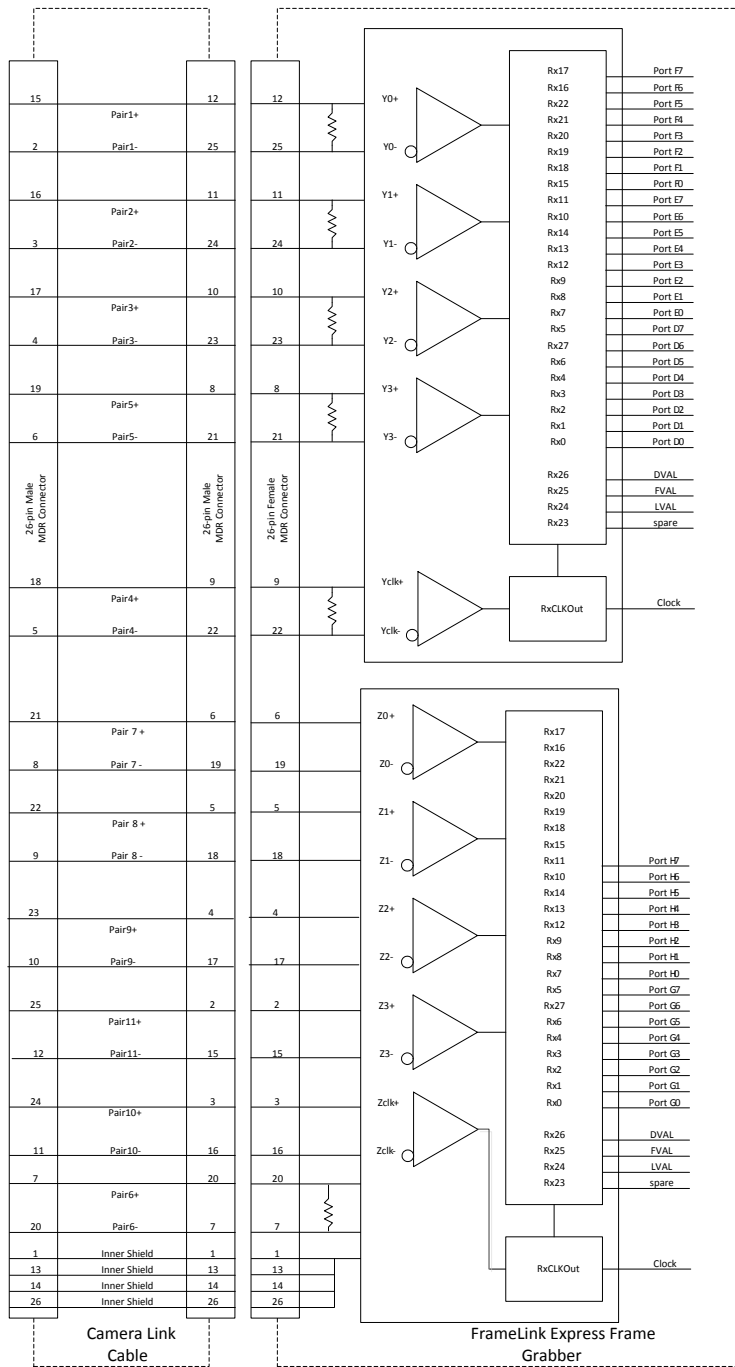 Rx17 Port F7
Rx16 Port F6
15 12 12 Y0+ Rx22 Port F5
Pair1+ Rx21 Port F4
Rx20 Port F3
2 Pair1- 25 25 Y0- Rx19 Port F2
Rx18 Port F1
Rx15 Port F0
16 11 11 Y1+ Rx11 Port E7
Pair2+ Rx10 Port E6
Rx14 Port E5
3 Pair2- 24 24 Y1- Rx13 Port E4
Rx12 Port E3
Rx9 Port E2
17 10 10 Y2+ Rx8 Port E1
Pair3+ Rx7 Port E0
Rx5 Port D7
4 Pair3- 23 23 Y2- Rx27 Port D6
Rx6 Port D5
Rx4 Port D4
19 8 8 Y3+ Rx3 Port D3
Pair5+ Rx2 Port D2
Rx1 Port D1
6 Pair5- 21 21 Y3- Rx0 Port D0
26-pin Male
MDR Connector
26-pin Male
MDR Connector
26-pin Female
MDR Connector
Rx26 DVAL
Rx25 FVAL
Rx24 LVAL
Rx23 spare
18 9 9 Yclk+
Pair4+ RxCLKOut Clock
5 Pair4- 22 22 Yclk-
21 6 6 Z0+
Pair 7 + Rx17
Rx16
8 Pair 7 - 19 19 Z0- Rx22
Rx21
Rx20
22 5 5 Z1+ Rx19
Pair 8 + Rx18
Rx15
9 Pair 8 - 18 18 Z1- Rx11 Port H7
Rx10 Port H6
Rx14 Port H5
23 4 4 Z2+ Rx13 Port H4
Pair9+ Rx12 Port H3
Rx9 Port H2
10 Pair9- 17 17 Z2- Rx8 Port H1
Rx7 Port H0
Rx5 Port G7
25 2 2 Z3+ Rx27 Port G6
Pair11+ Rx6 Port G5
Rx4 Port G4
12 Pair11- 15 15 Z3- Rx3 Port G3
Rx2 Port G2
Rx1 Port G1
24 3 3 Zclk+ Rx0 Port G0
Pair10+
Rx26 DVAL
11 Pair10- 16 16 Zclk- Rx25 FVAL
Rx24 LVAL
7 20 20 Rx23 spare
Pair6+
20 Pair6- 7 7
1 Inner Shield 1 1
13 Inner Shield 13 13 RxCLKOut Clock
14 Inner Shield 14 14
26 Inner Shield 26 26
Camera Link
Cable
FrameLink Express Frame
Grabber